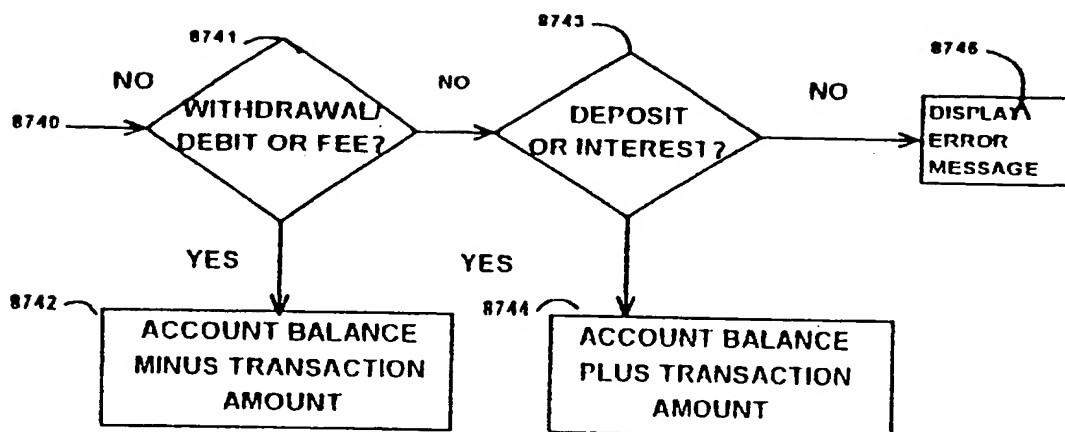 8741
8743
8746
NO
NO
NO
8740
WITHDRAWAL/
DEBIT OR FEE?
DEPOSIT
OR INTEREST?
DISPLAY
ERROR
MESSAGE
YES
YES
8742
8744
ACCOUNT BALANCE
MINUS TRANSACTION
AMOUNT
ACCOUNT BALANCE
PLUS TRANSACTION
AMOUNT